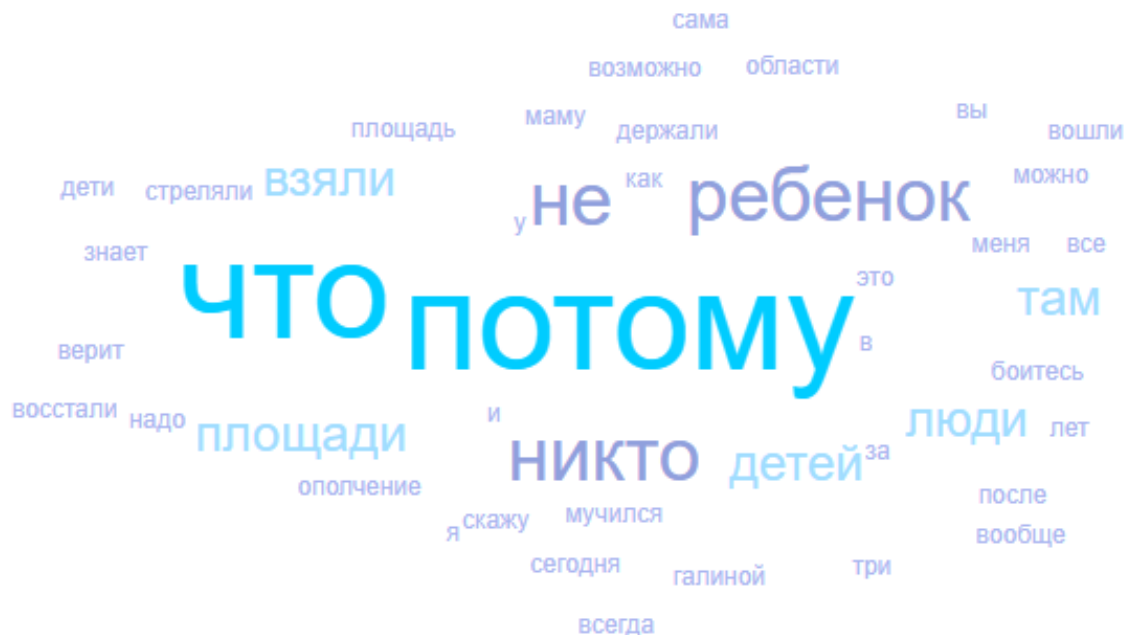 сама
возможно области
маму вы
площадь держали вошли
дети стреляли взяли не как ребенок можно
у
знает меня все
что потому это там
верит в боитесь
восстали надо площади и люди лет
никто детей за
ополчение после
я скажу мучился вообще
сегодня галиной три
всегда